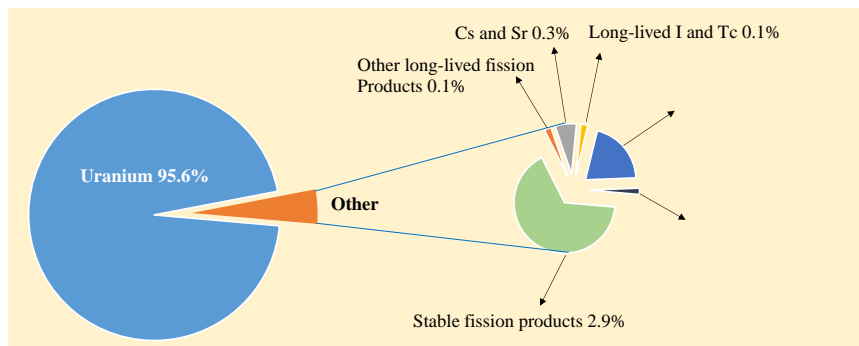 Cs and Sr 0.3%
Long-lived I and Tc 0.1%
Other long-lived fission
Products 0.1%
Uranium 95.6%
Other
Stable fission products 2.9%